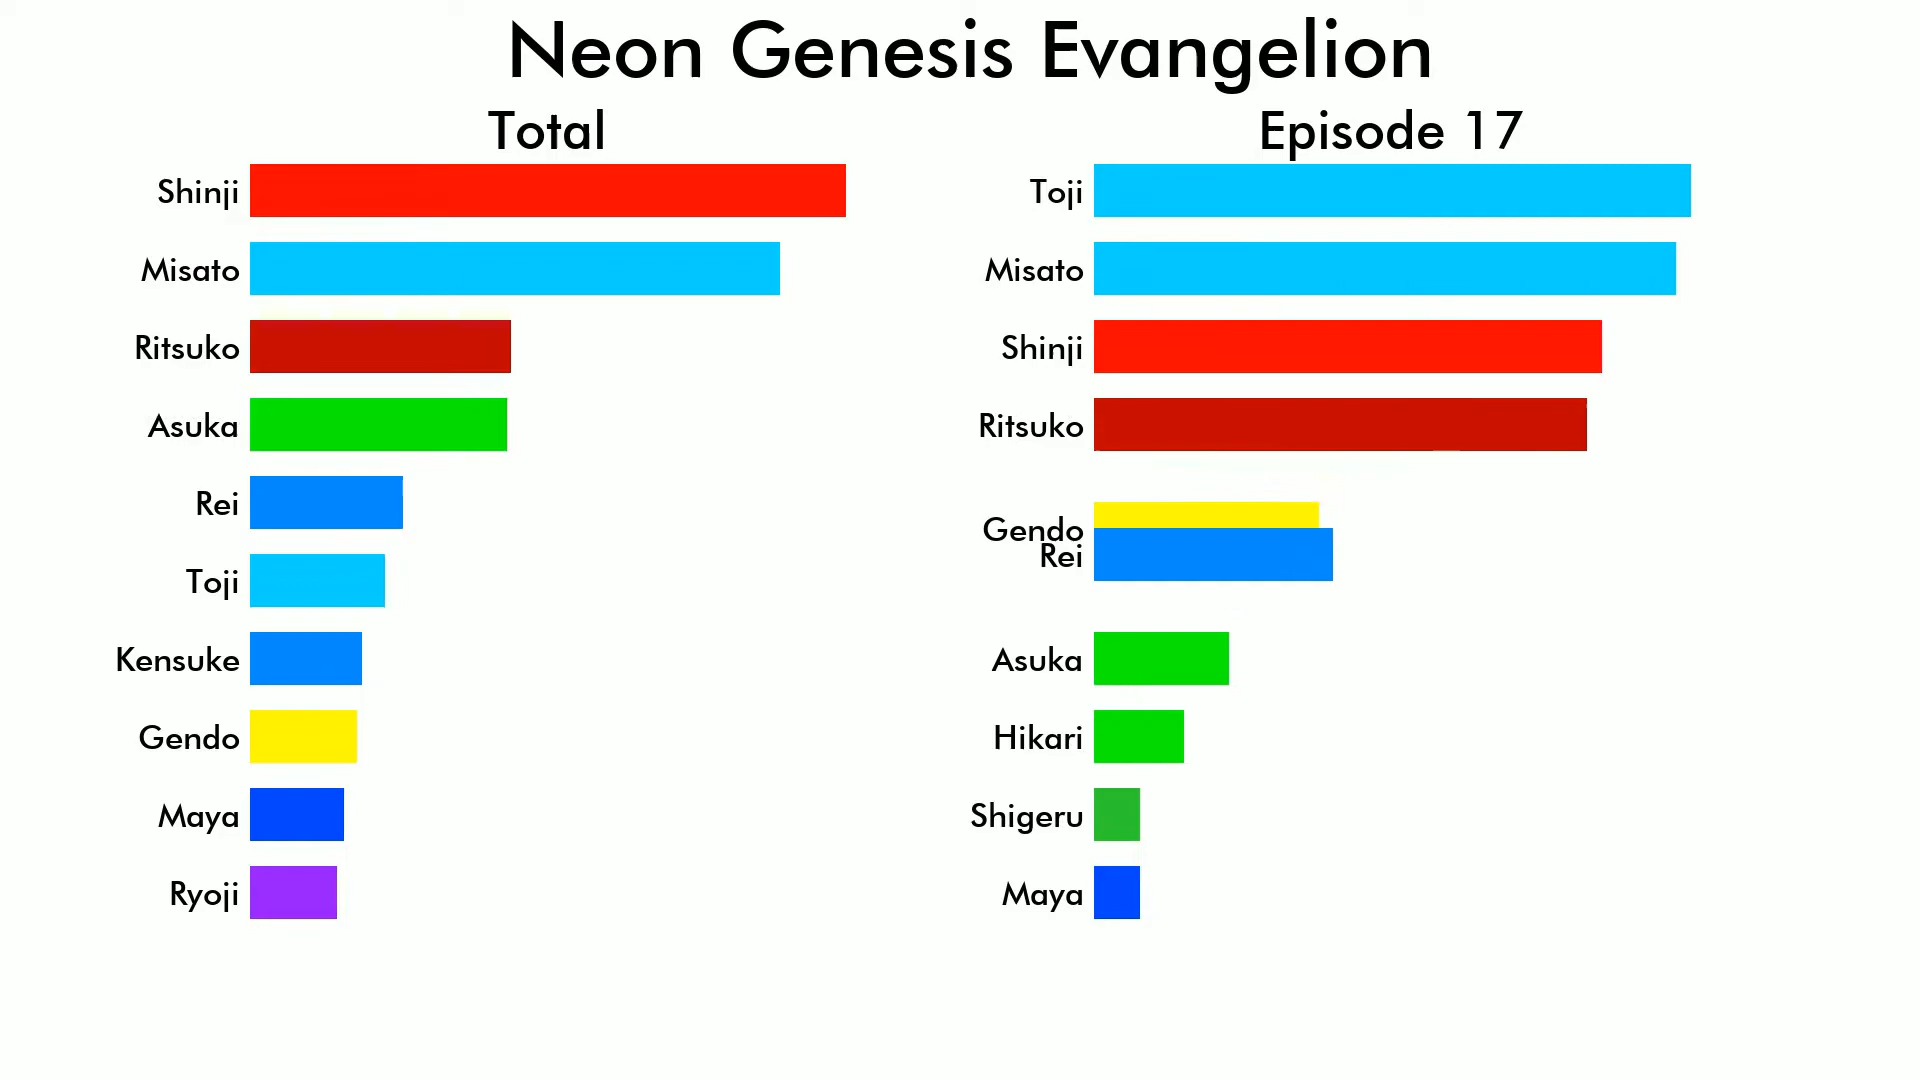 Neon Genesis Evangelion
Total
Shinji
Misato
Ritsuko
Asuka
Rei
Toji
Kensuke
Gendo
Maya
Ryoji
Episode 17
Toji
Misato
Shinji
Ritsuko
Gendo
Rei
Asuka
Hikari
Shigeru
Maya